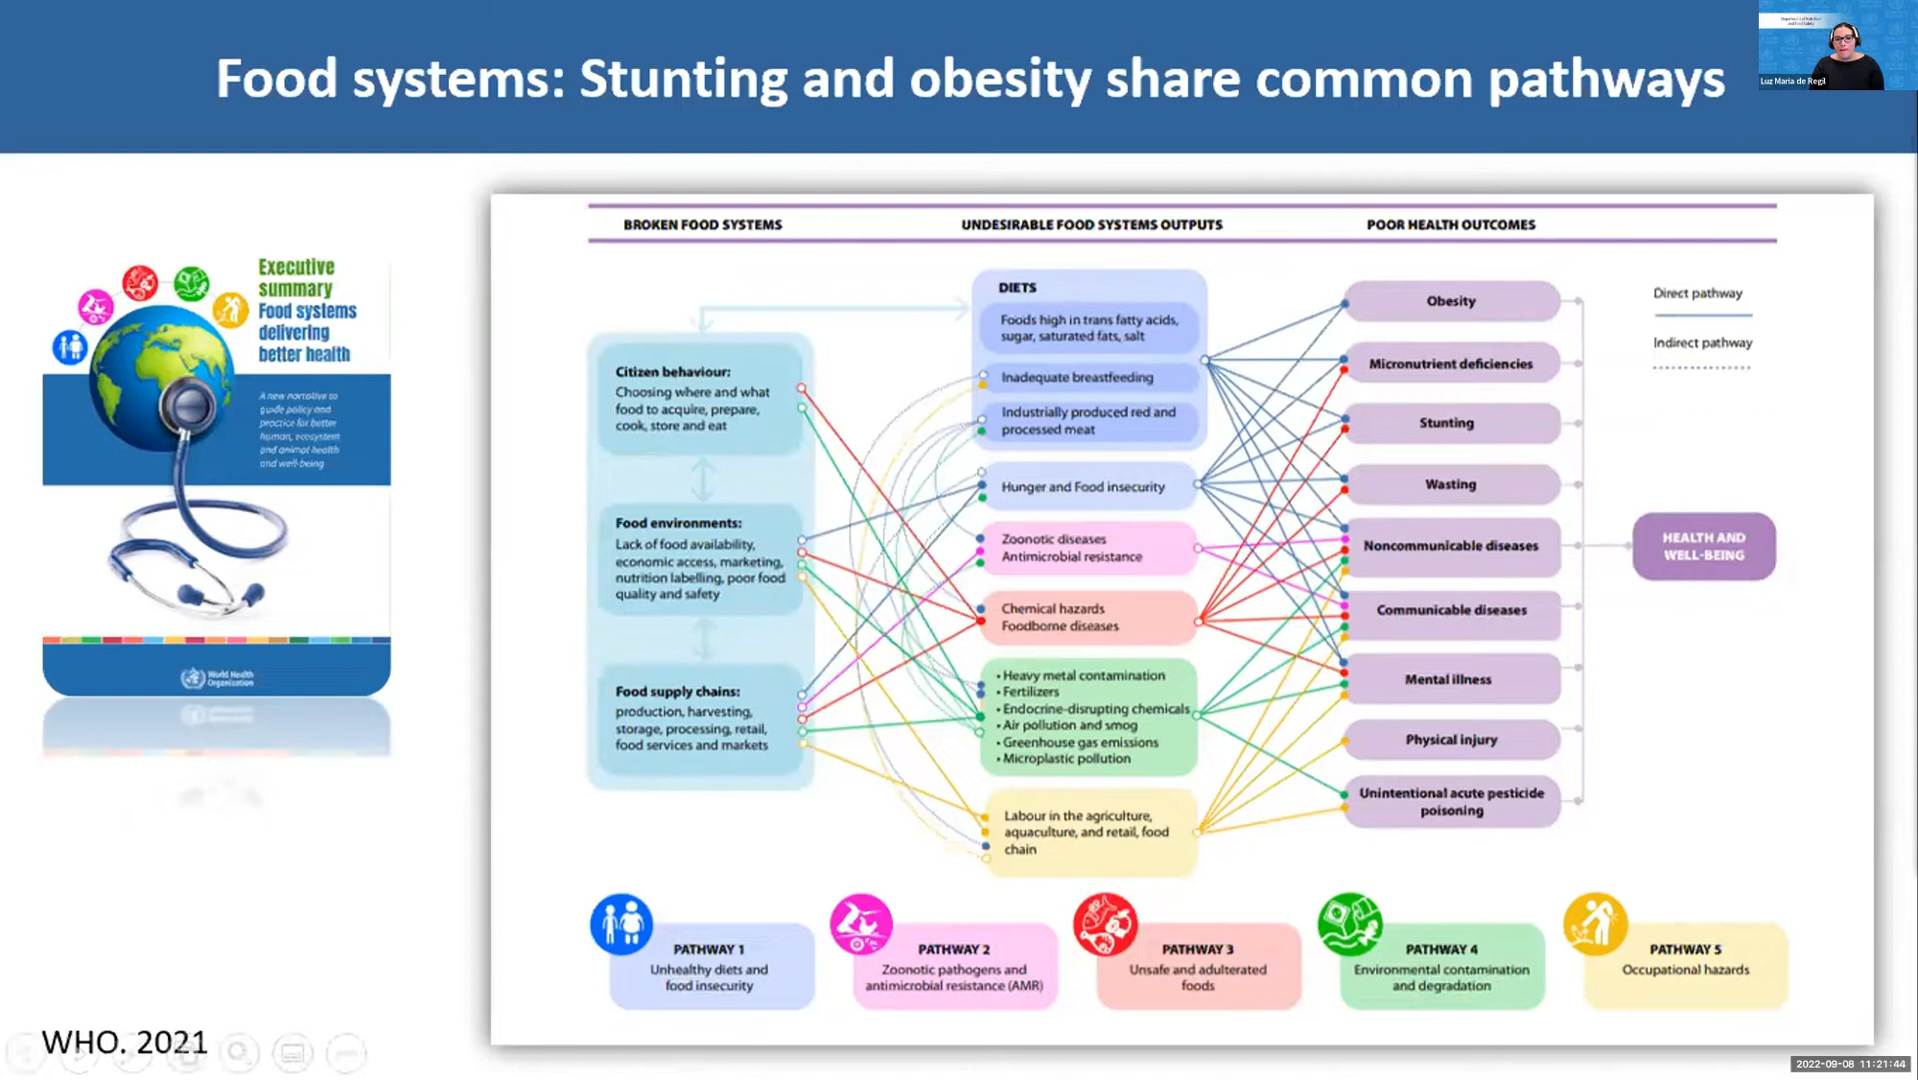 Food systems: Stunting and obesity share common pathways
Luz Maria de Regil
Executive
summary
Food systems
delivering
better health
A new narrative to
guide policy and
practice for better
human, ecosystem
and animal health
and well-being
World Health
Organization
WHO. 2021
BROKEN FOOD SYSTEMS
UNDESIRABLE FOOD SYSTEMS OUTPUTS
POOR HEALTH OUTCOMES
Citizen behaviour:
Choosing where and what
food to acquire, prepare,
cook, store and eat
Food environments:
Lack of food availability,
economic access, marketing,
nutrition labelling, poor food
quality and safety
Food supply chains:
production, harvesting,
storage, processing, retail,
food services and markets
DIETS
Foods high in trans fatty acids,
sugar, saturated fats, salt
Inadequate breastfeeding
Industrially produced red and
processed meat
Hunger and Food insecurity
Zoonotic diseases
Antimicrobial resistance
Chemical hazards
Foodborne diseases
• Heavy metal contamination
• Fertilizers
• Endocrine-disrupting chemicals
• Air pollution and smog
• Greenhouse gas emissions
• Microplastic pollution
Labour in the agriculture,
aquaculture, and retail, food
chain
Obesity
Micronutrient deficiencies
Stunting
Wasting
Noncommunicable diseases
Communicable diseases
Mental illness
Physical injury
Unintentional acute pesticide
poisoning
Direct pathway
Indirect pathway
HEALTH AND
WELL-BEING
PATHWAY 1
Unhealthy diets and
food insecurity
PATHWAY 2
Zoonotic pathogens and
antimicrobial resistance (AMR)
PATHWAY 3
Unsafe and adulterated
foods
PATHWAY 4
Environmental contamination
and degradation
PATHWAY 5
Occupational hazards
2022-09-08 11:21:44